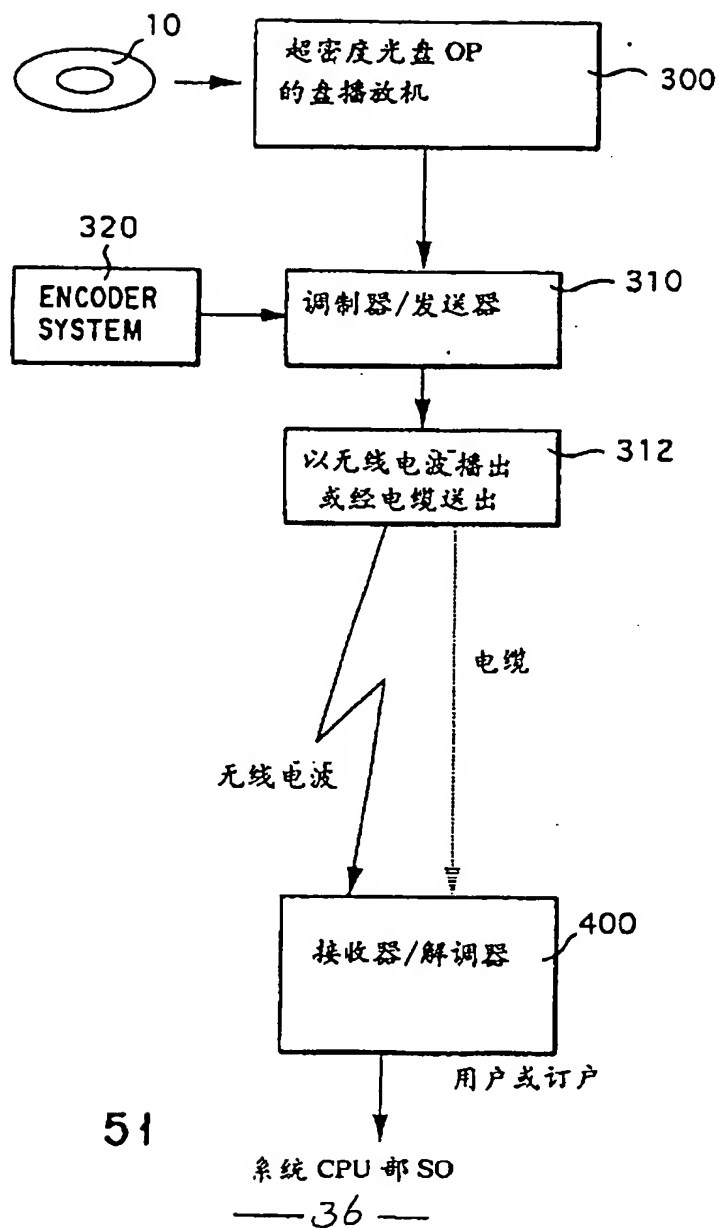 10
超密度光盘 OP
的盘播放机
300
320
ENCODER
SYSTEM
310
调制器/发送器
312
以无线电波播出
或经电缆送出
电缆
无线电波
400
接收器/解调器
用户或订户
51
系统 CPU 部 SO
— 36 —